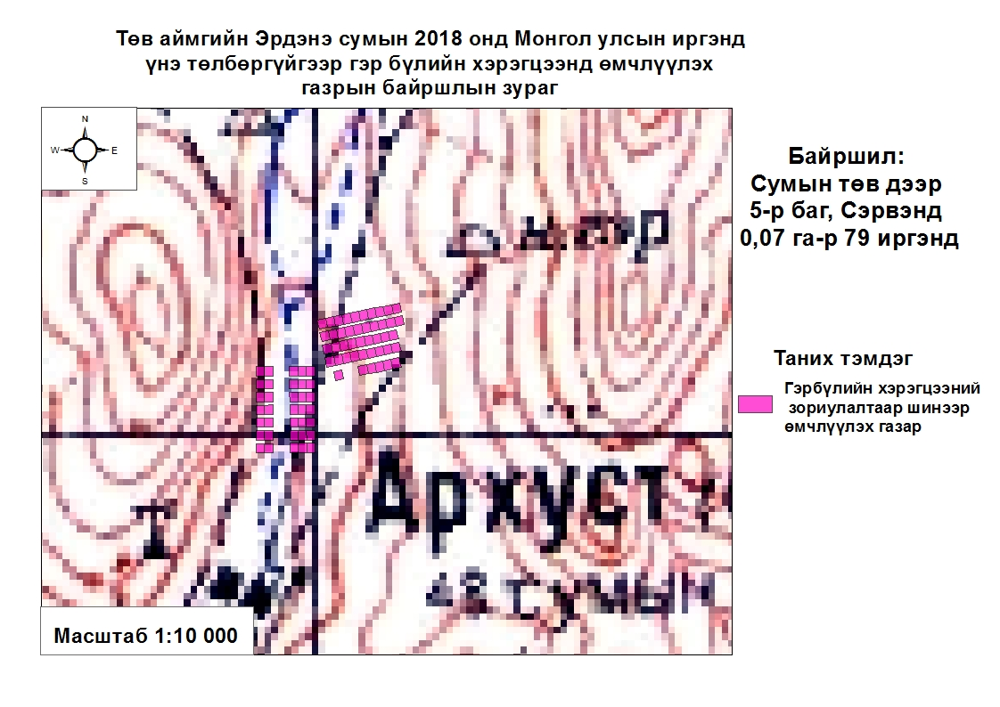 Төв аймгийн Эрдэнэ сумын 2018 онд Монгол улсын иргэнд
үнэ төлбөргүйгээр гэр бүлийн хэрэгцээнд өмчлүүлэх
газрын байршлын зураг
N
W E
S
Байршил:
Сумын төв дээр
5-р баг, Сэрвэнд
0,07 га-р 79 иргэнд
Таних тэмдэг
Гэрбүлийн хэрэгцээний
зориулалтаар шинээр
өмчлүүлэх газар
Архуст
сумын
Масштаб 1:10 000